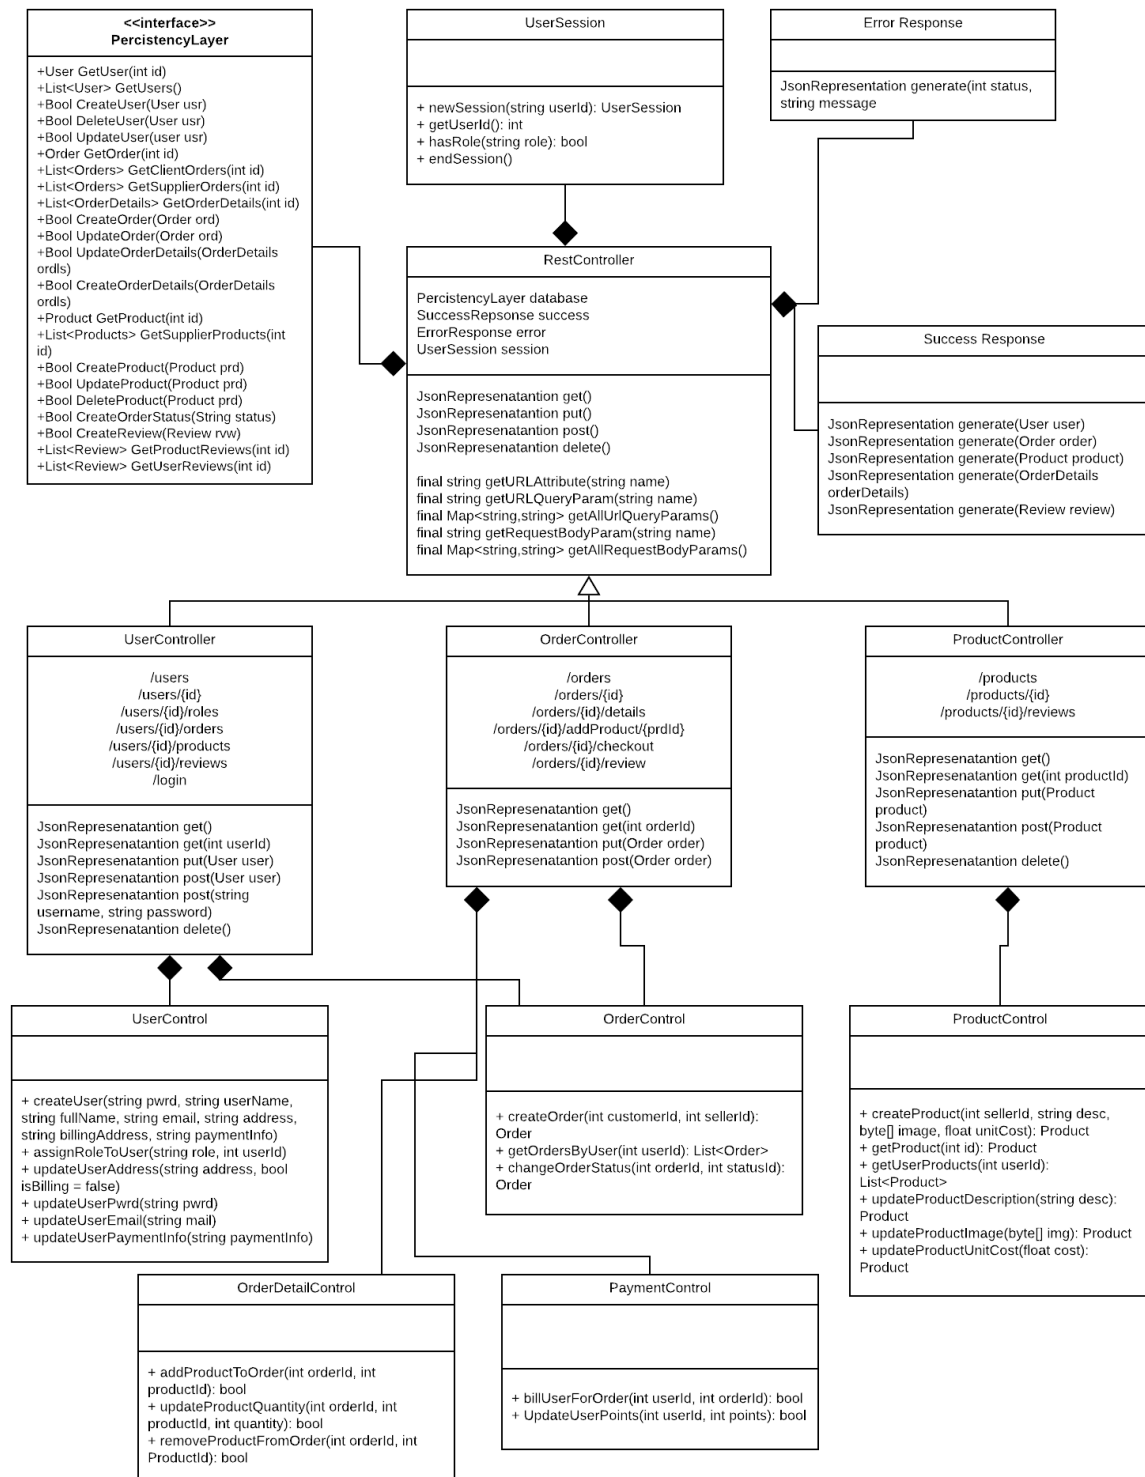 <<interface>>
PercistencyLayer
+User GetUser(int id)
+List<User> GetUsers()
+Bool CreateUser(User usr)
+Bool DeleteUser(User usr)
+Bool UpdateUser(user usr)
+Order GetOrder(int id)
+List<Orders> GetClientOrders(int id)
+List<Orders> GetSupplierOrders(int id)
+List<OrderDetails> GetOrderDetails(int id)
+Bool CreateOrder(Order ord)
+Bool UpdateOrder(Order ord)
+Bool UpdateOrderDetails(OrderDetails
ordls)
+Bool CreateOrderDetails(OrderDetails
ordls)
+Product GetProduct(int id)
+List<Products> GetSupplierProducts(int
id)
+Bool CreateProduct(Product prd)
+Bool UpdateProduct(Product prd)
+Bool DeleteProduct(Product prd)
+Bool CreateOrderStatus(String status)
+Bool CreateReview(Review rvw)
+List<Review> GetProductReviews(int id)
+List<Review> GetUserReviews(int id)
UserSession
+ newSession(string userId): UserSession
+ getUserId(): int
+ hasRole(string role): bool
+ endSession()
Error Response
JsonRepresentation generate(int status,
string message
RestController
PercistencyLayer database
SuccessRepsonse success
ErrorResponse error
UserSession session
JsonRepresenatantion get()
JsonRepresenatantion put()
JsonRepresenatantion post()
JsonRepresenatantion delete()
final string getURLAttribute(string name)
final string getURLQueryParam(string name)
final Map<string,string> getAllUrlQueryParams()
final string getRequestBodyParam(string name)
final Map<string,string> getAllRequestBodyParams()
Success Response
JsonRepresentation generate(User user)
JsonRepresentation generate(Order order)
JsonRepresentation generate(Product product)
JsonRepresentation generate(OrderDetails
orderDetails)
JsonRepresentation generate(Review review)
UserController
/users
/users/{id}
/users/{id}/roles
/users/{id}/orders
/users/{id}/products
/users/{id}/reviews
/login
JsonRepresenatantion get()
JsonRepresenatantion get(int userId)
JsonRepresenatantion put(User user)
JsonRepresenatantion post(User user)
JsonRepresenatantion post(string
username, string password)
JsonRepresenatantion delete()
OrderController
/orders
/orders/{id}
/orders/{id}/details
/orders/{id}/addProduct/{prdId}
/orders/{id}/checkout
/orders/{id}/review
JsonRepresenatantion get()
JsonRepresenatantion get(int orderId)
JsonRepresenatantion put(Order order)
JsonRepresenatantion post(Order order)
ProductController
/products
/products/{id}
/products/{id}/reviews
JsonRepresenatantion get()
JsonRepresenatantion get(int productId)
JsonRepresenatantion put(Product
product)
JsonRepresenatantion post(Product
product)
JsonRepresenatantion delete()
UserControl
+ createUser(string pwrd, string userName,
string fullName, string email, string address,
string billingAddress, string paymentInfo)
+ assignRoleToUser(string role, int userId)
+ updateUserAddress(string address, bool
isBilling = false)
+ updateUserPwrd(string pwrd)
+ updateUserEmail(string mail)
+ updateUserPaymentInfo(string paymentInfo)
OrderControl
+ createOrder(int customerId, int sellerId):
Order
+ getOrdersByUser(int userId): List<Order>
+ changeOrderStatus(int orderId, int statusId):
Order
ProductControl
+ createProduct(int sellerId, string desc,
byte[] image, float unitCost): Product
+ getProduct(int id): Product
+ getUserProducts(int userId):
List<Product>
+ updateProductDescription(string desc):
Product
+ updateProductImage(byte[] img): Product
+ updateProductUnitCost(float cost):
Product
OrderDetailControl
+ addProductToOrder(int orderId, int
productId): bool
+ updateProductQuantity(int orderId, int
productId, int quantity): bool
+ removeProductFromOrder(int orderId, int
ProductId): bool
PaymentControl
+ billUserForOrder(int userId, int orderId): bool
+ UpdateUserPoints(int userId, int points): bool